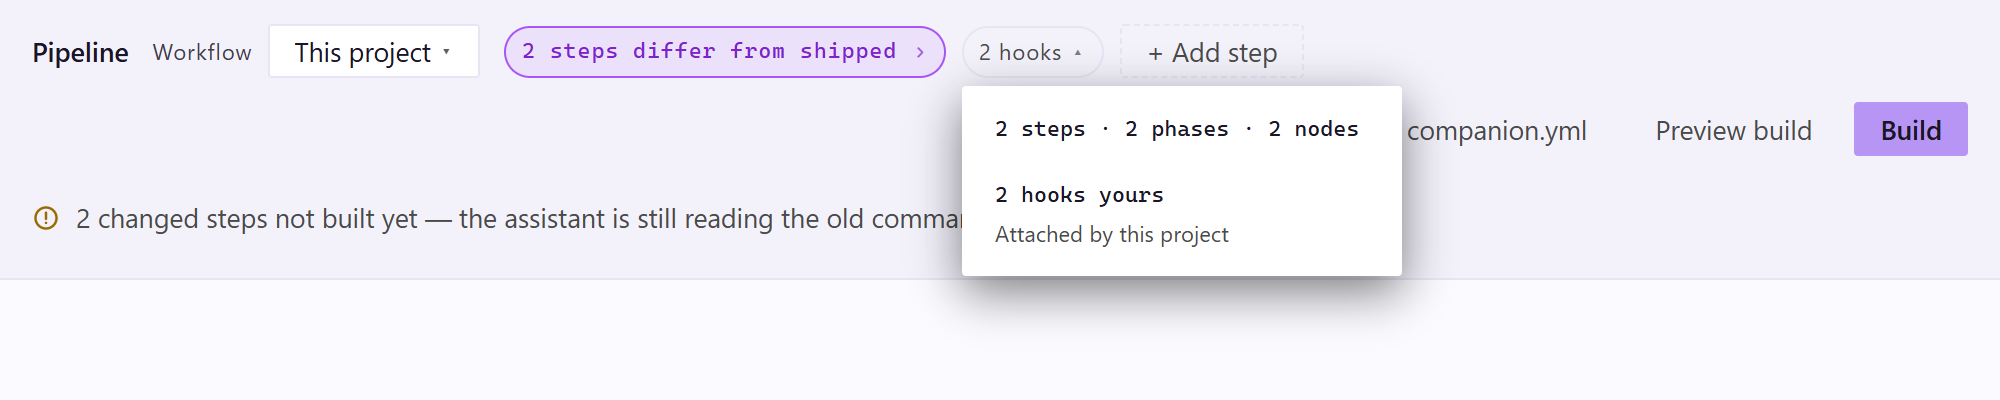 Pipeline Workflow This project 2 steps differ from shipped 2 hooks + Add step
2 steps · 2 phases · 2 nodes
companion.yml Preview build Build
2 hooks yours
2 changed steps not built yet — the assistant is still reading the old
Attached by this project